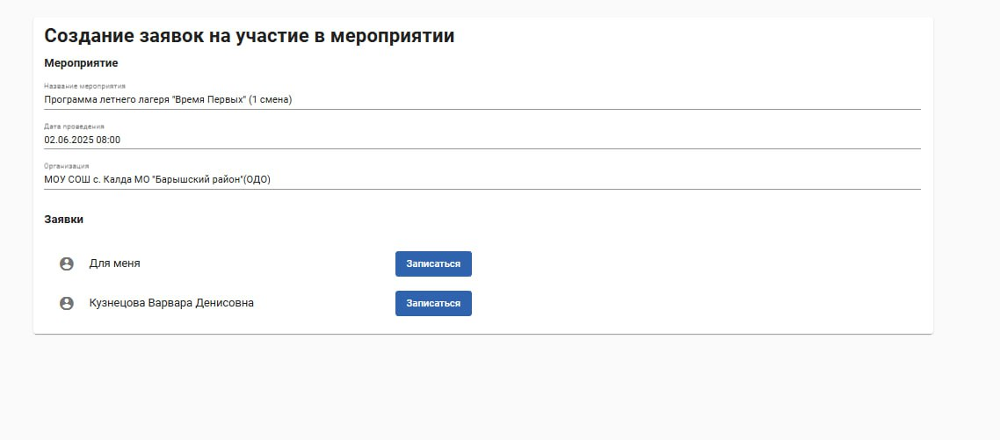 Создание заявок на участие в мероприятии
Мероприятие
Название мероприятия
Программа летнего лагеря "Время Первых" (1 смена)
Дата проведения
02.06.2025 08:00
Организация
МОУ СОШ с. Калда МО "Барышский район"(ОДО)
Заявки
Для меня Записаться
Кузнецова Варвара Денисовна Записаться